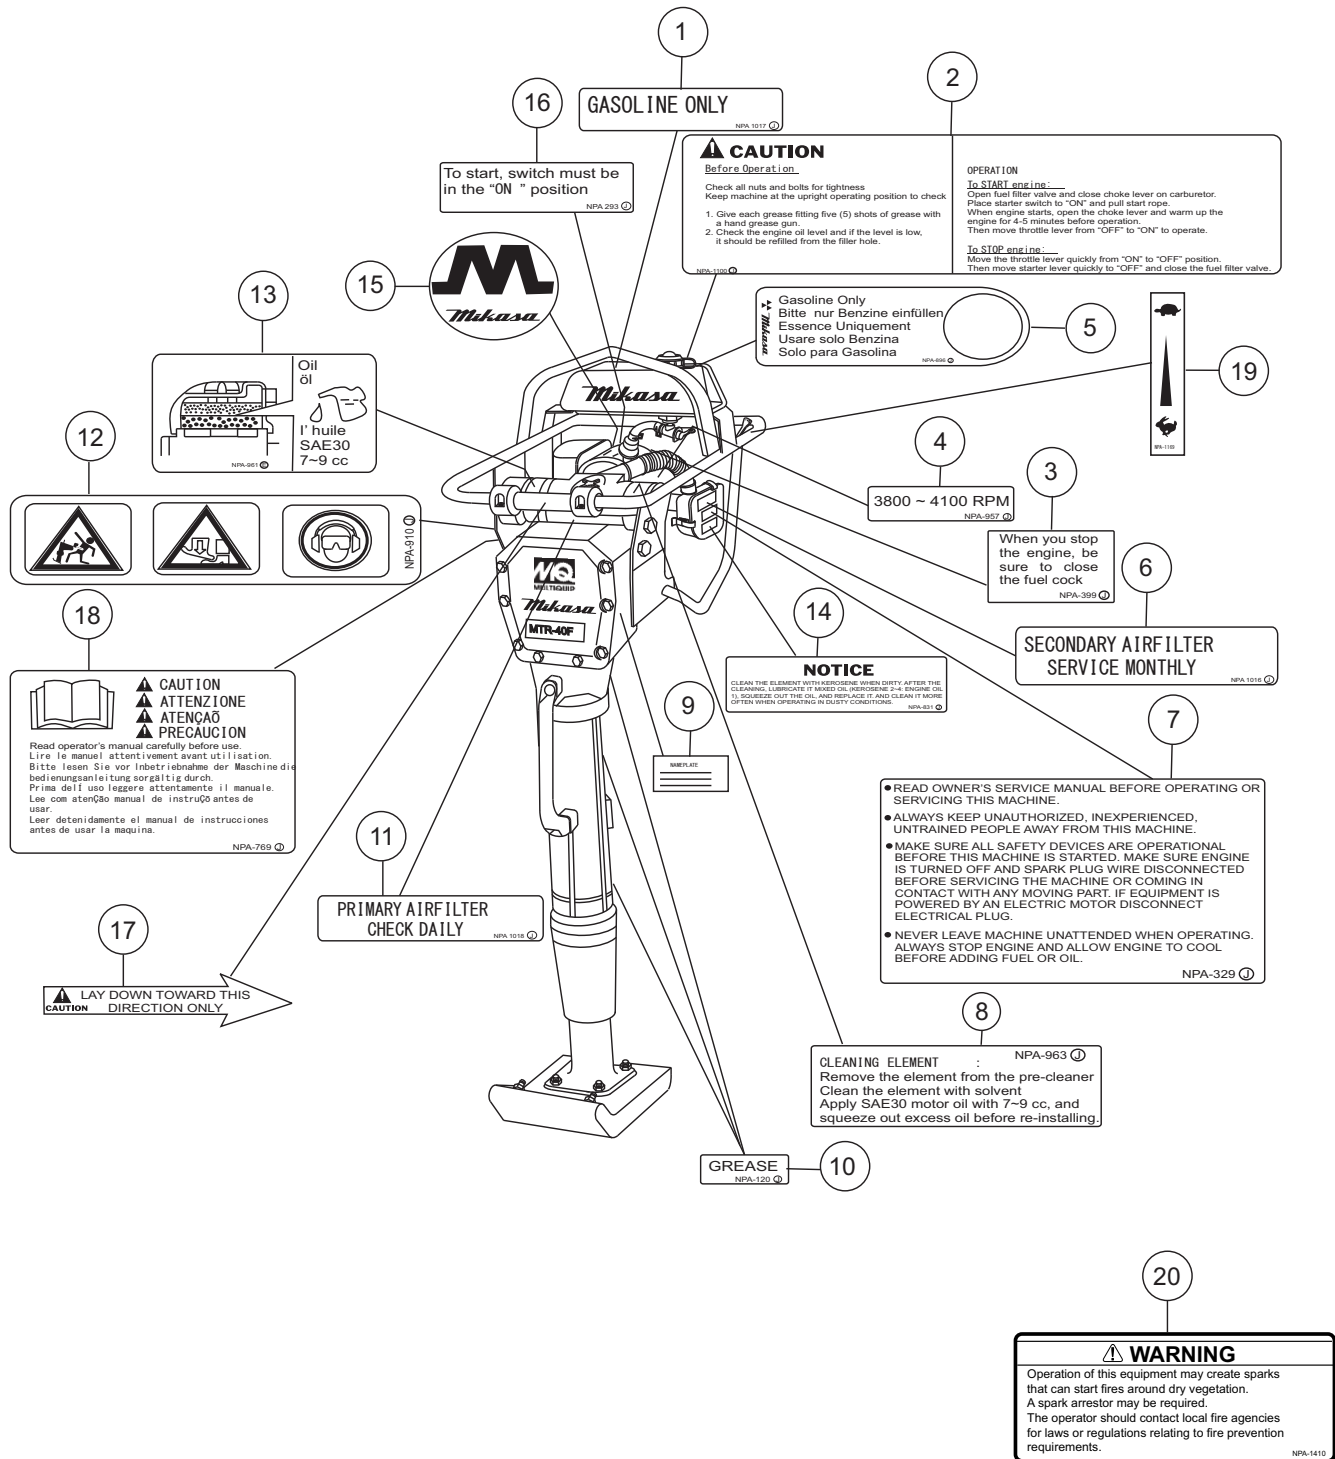 1
GASOLINE ONLY
NPA 1017 J
2
CAUTION
Before Operation
Check all nuts and bolts for tightness
Keep machine at the upright operating position to check
1. Give each grease fitting five (5) shots of grease with
a hand grease gun.
2. Check the engine oil level and if the level is low,
it should be refilled from the filler hole.
NPA-1100 J
OPERATION
To START engine:
Open fuel filter valve and close choke lever on carburetor.
Place starter switch to “ON” and pull start rope.
When engine starts, open the choke lever and warm up the
engine for 4-5 minutes before operation.
Then move throttle lever from “OFF” to “ON” to operate.
To STOP engine:
Move the throttle lever quickly from “ON” to “OFF” position.
Then move starter lever quickly to “OFF” and close the fuel filter valve.
16
To start, switch must be
in the “ON ” position
NPA 293 J
15
Mikasa
13
Oil
öl
l’ huile
SAE30
7~9 cc
NPA-961
5
Mikasa
Gasoline Only
Bitte nur Benzine einfüllen
Essence Uniquement
Usare solo Benzina
Solo para Gasolina
NPA-696 J
19
NPA-1189
12
NPA-910 J
4
3800 ~ 4100 RPM
NPA-957 J
3
When you stop
the engine, be
sure to close
the fuel cock
NPA-399 J
6
SECONDARY AIRFILTER
SERVICE MONTHLY
NPA 1016 J
Mikasa
MQ
MULTIQUIP
Mikasa
MTR-40F
18
CAUTION
ATTENZIONE
ATENÇAÕ
PRECAUCION
Read operator’s manual carefully before use.
Lire le manuel attentivement avant utilisation.
Bitte lesen Sie vor Inbetriebnahme der Maschine die
bedienungsanleitung sorgältig durch.
Prima delĺ uso leggere attentamente il manuale.
Lee com atenÇão manual de instruÇõ antes de
usar.
Leer detenidamente el manual de instrucciones
antes de usar la maquina.
NPA-769 J
14
NOTICE
CLEAN THE ELEMENT WITH KEROSENE WHEN DIRTY. AFTER THE
CLEANING, LUBRICATE IT MIXED OIL (KEROSENE 2~4: ENGINE OIL
1), SQUEEZE OUT THE OIL, AND REPLACE IT. AND CLEAN IT MORE
OFTEN WHEN OPERATING IN DUSTY CONDITIONS.
NPA-831 J
9
NAMEPLATE
7
● READ OWNER’S SERVICE MANUAL BEFORE OPERATING OR
SERVICING THIS MACHINE.
● ALWAYS KEEP UNAUTHORIZED, INEXPERIENCED,
UNTRAINED PEOPLE AWAY FROM THIS MACHINE.
● MAKE SURE ALL SAFETY DEVICES ARE OPERATIONAL
BEFORE THIS MACHINE IS STARTED. MAKE SURE ENGINE
IS TURNED OFF AND SPARK PLUG WIRE DISCONNECTED
BEFORE SERVICING THE MACHINE OR COMING IN
CONTACT WITH ANY MOVING PART. IF EQUIPMENT IS
POWERED BY AN ELECTRIC MOTOR DISCONNECT
ELECTRICAL PLUG.
● NEVER LEAVE MACHINE UNATTENDED WHEN OPERATING.
ALWAYS STOP ENGINE AND ALLOW ENGINE TO COOL
BEFORE ADDING FUEL OR OIL.
NPA-329 J
11
PRIMARY AIRFILTER
CHECK DAILY
NPA 1018 J
17
CAUTION
LAY DOWN TOWARD THIS
DIRECTION ONLY
8
NPA-963 J
CLEANING ELEMENT :
Remove the element from the pre-cleaner
Clean the element with solvent
Apply SAE30 motor oil with 7~9 cc, and
squeeze out excess oil before re-installing.
GREASE
NPA-120 J
10
20
WARNING
Operation of this equipment may create sparks
that can start fires around dry vegetation.
A spark arrestor may be required.
The operator should contact local fire agencies
for laws or regulations relating to fire prevention
requirements.
NPA-1410